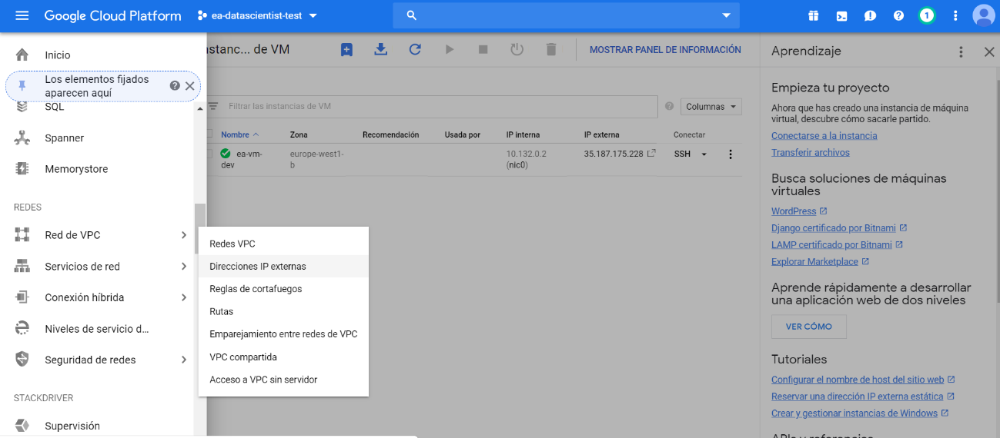 Google Cloud Platform
ea-datascientist-test
1
Inicio
Los elementos fijados
aparecen aquí
SQL
Spanner
Memorystore
REDES
Red de VPC
Servicios de red
Conexión híbrida
Niveles de servicio d...
Seguridad de redes
STACKDRIVER
Supervisión
Redes VPC
Direcciones IP externas
Reglas de cortafuegos
Rutas
Emparejamiento entre redes de VPC
VPC compartida
Acceso a VPC sin servidor
nstanc... de VM
MOSTRAR PANEL DE INFORMACIÓN
Filtrar las instancias de VM
Columnas
Nombre Zona Recomendación Usada por IP interna IP externa Conectar
ea-vm- europe-west1- 10.132.0.2 35.187.175.228 SSH
dev b (nic0)
Aprendizaje
Empieza tu proyecto
Ahora que has creado una instancia de máquina
virtual, descubre cómo sacarle partido.
Conectarse a la instancia
Transferir archivos
Busca soluciones de máquinas
virtuales
WordPress
Django certificado por Bitnami
LAMP certificado por Bitnami
Explorar Marketplace
Aprende rápidamente a desarrollar
una aplicación web de dos niveles
VER CÓMO
Tutoriales
Configurar el nombre de host del sitio web
Reservar una dirección IP externa estática
Crear y gestionar instancias de Windows
APIs y referencias